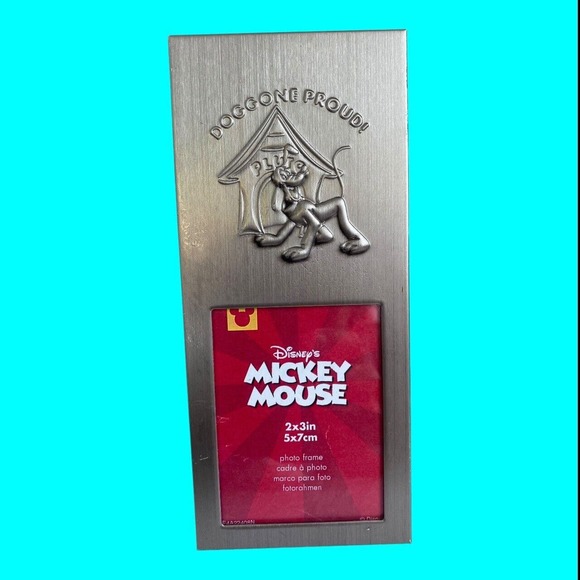 DOGGONE PROUD!
PLUTO
DISNEY'S
MICKEY
MOUSE
2x3in
5x7cm
photo frame
cadre à photo
marco para foto
fotorahmen